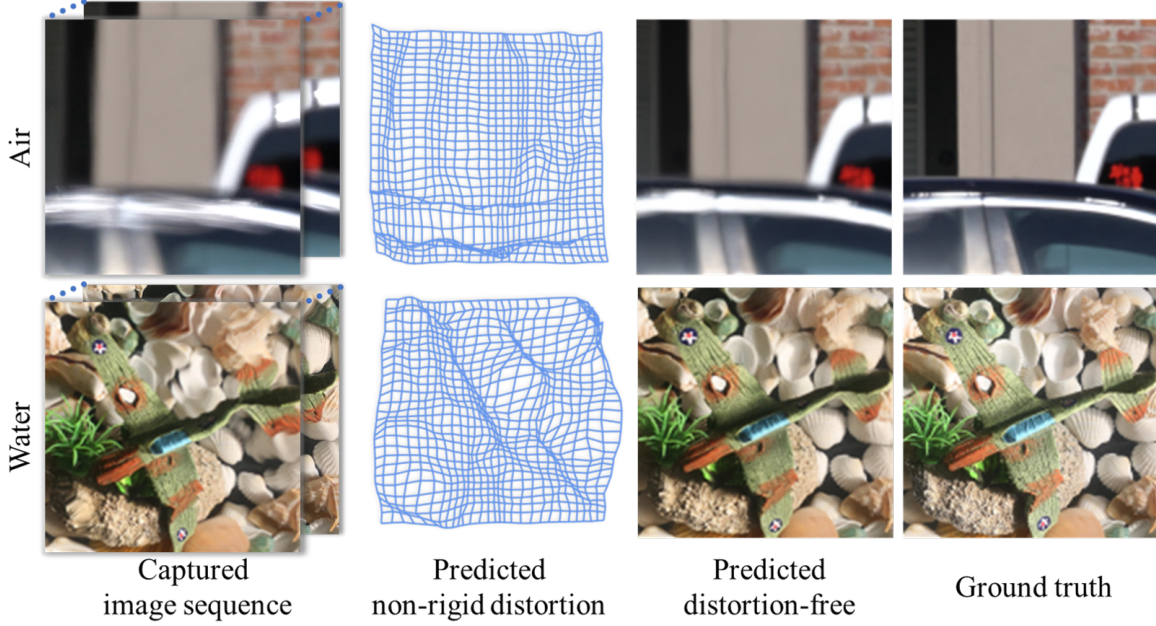 Air
Water
Captured
image sequence
Predicted
non-rigid distortion
Predicted
distortion-free
Ground truth